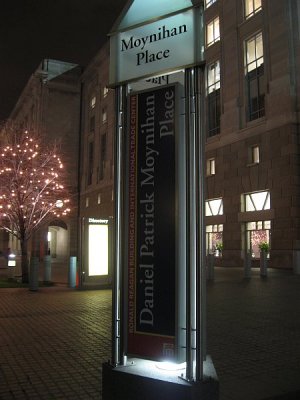 Moynihan
Place
Daniel Patrick Moynihan
Place
RONALD REAGAN BUILDING AND INTERNATIONAL TRADE CENTER
Directory